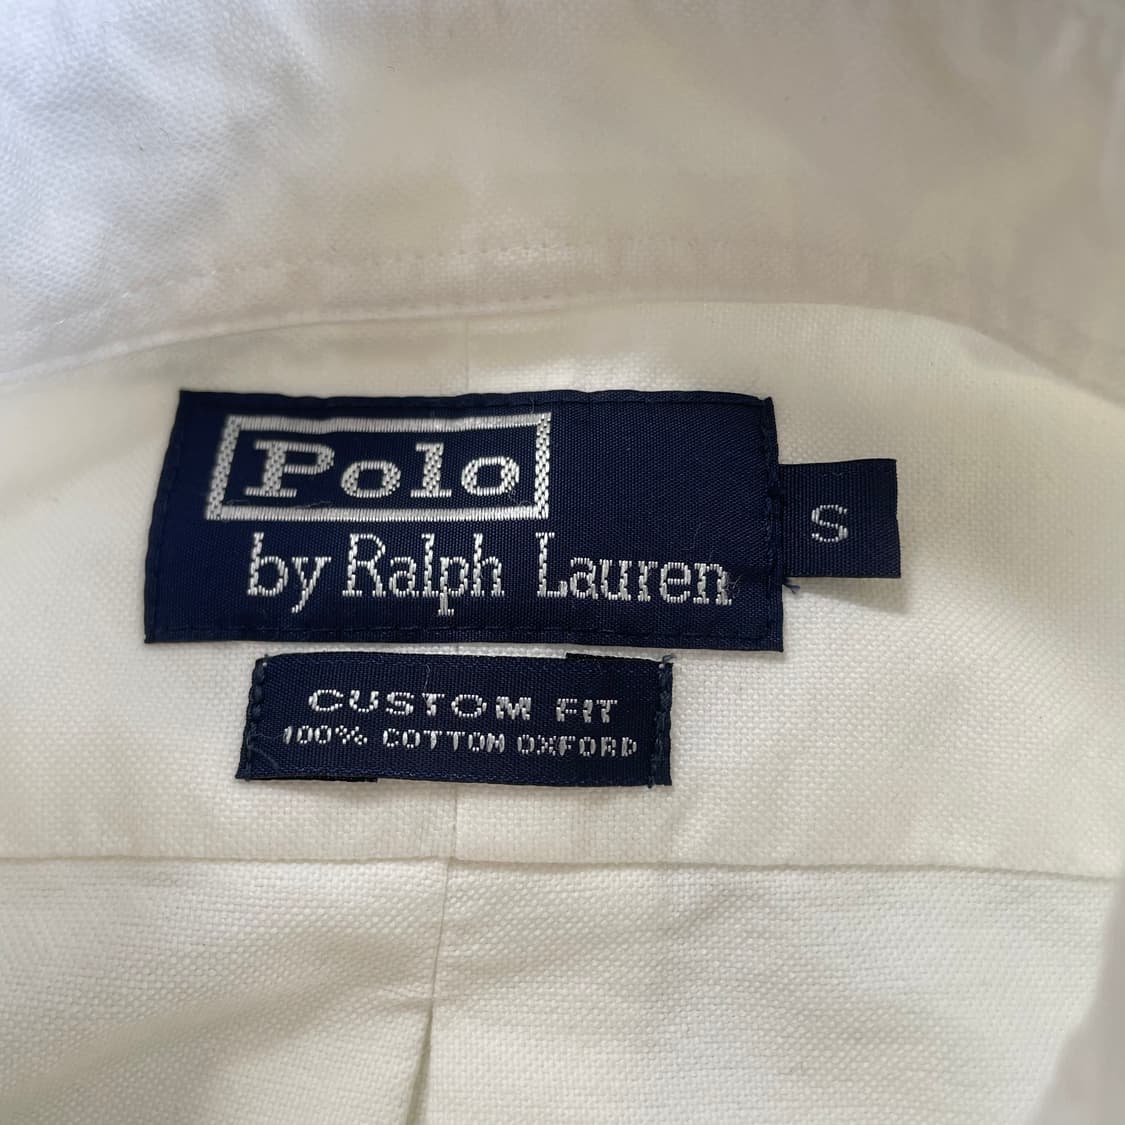 Polo
by Ralph Lauren
S
CUSTOM FIT
100% COTTON OXFORD